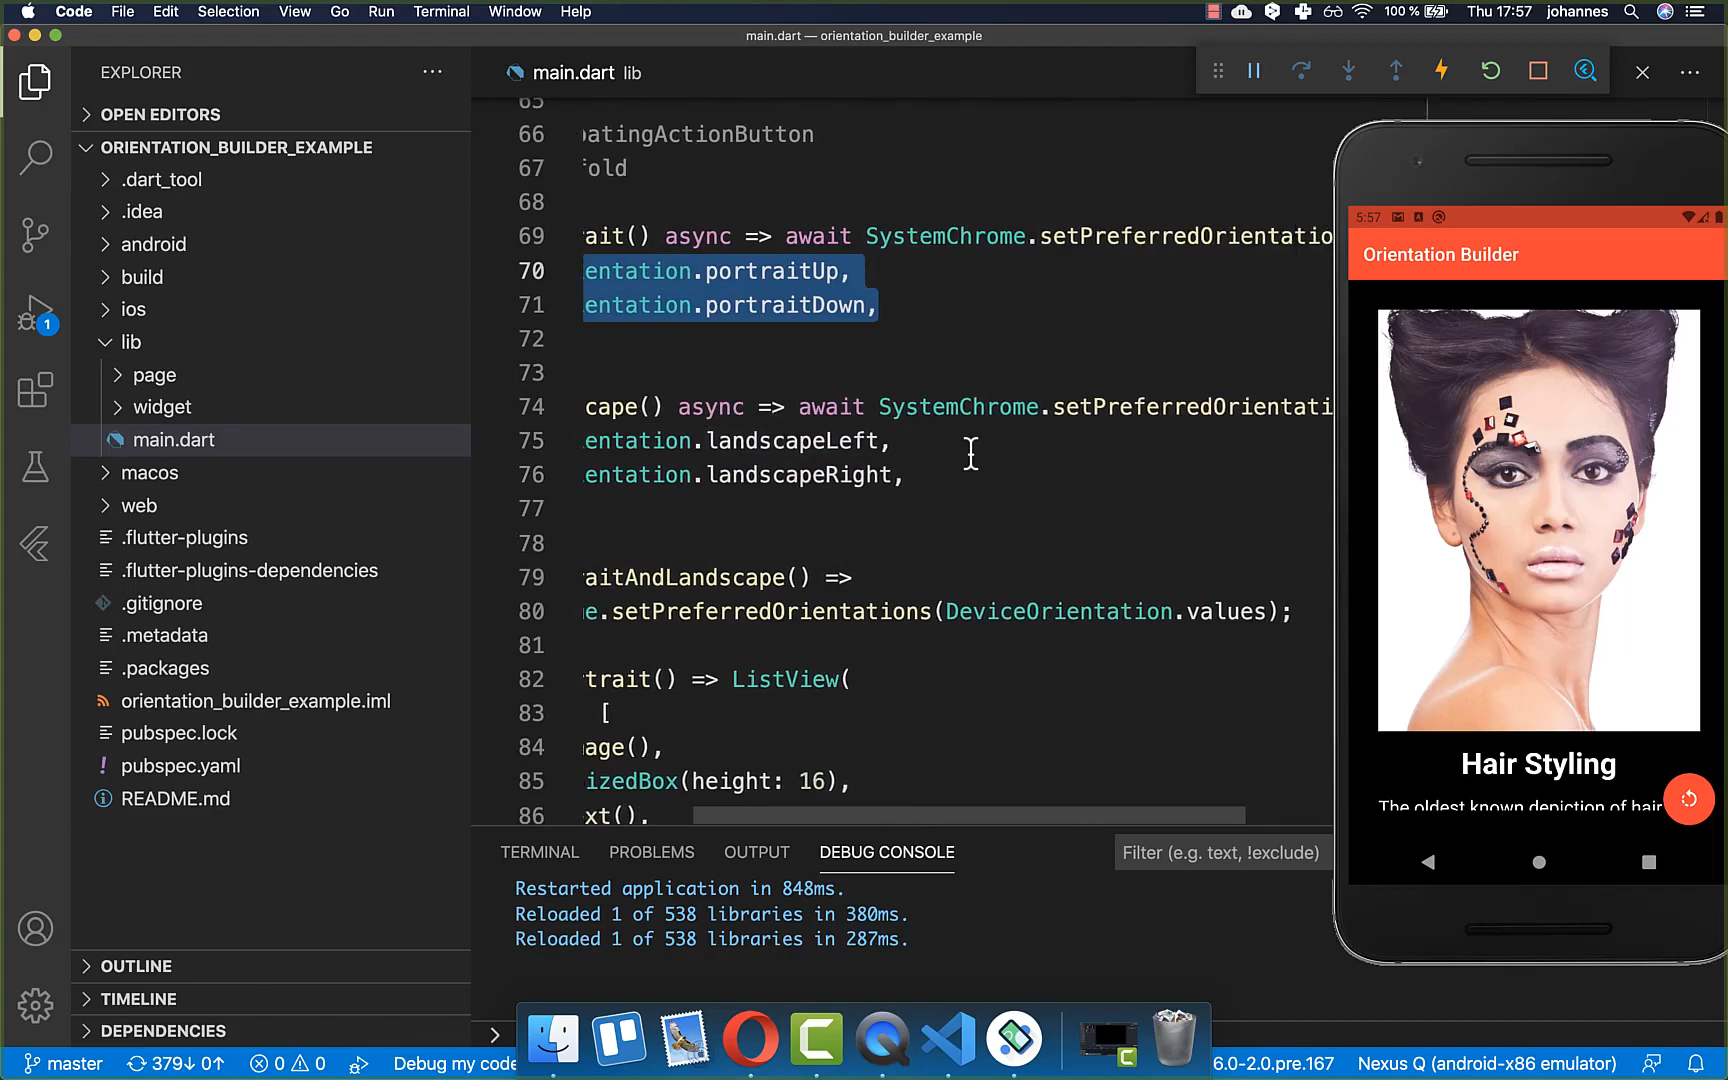 Code File Edit Selection View Go Run Terminal Window Help 100 % Thu 17:57 johannes
main.dart — orientation_builder_example
EXPLORER
OPEN EDITORS
ORIENTATION_BUILDER_EXAMPLE
.dart_tool
.idea
android
build
ios
lib
page
widget
main.dart
macos
web
.flutter-plugins
.flutter-plugins-dependencies
.gitignore
.metadata
.packages
orientation_builder_example.iml
pubspec.lock
pubspec.yaml
README.md
OUTLINE
TIMELINE
DEPENDENCIES
1
main.dart lib
65
66 oatingActionButton
67 fold
68
69 rait() async => await SystemChrome.setPreferredOrientatio
70 entation.portraitUp,
71 entation.portraitDown,
72
73
74 cape() async => await SystemChrome.setPreferredOrientati
75 entation.landscapeLeft,
76 entation.landscapeRight,
77
78
79 raitAndLandscape() =>
80 e.setPreferredOrientations(DeviceOrientation.values);
81
82 trait() => ListView(
83 [
84 age(),
85 izedBox(height: 16),
86 xt(),
TERMINAL PROBLEMS OUTPUT DEBUG CONSOLE Filter (e.g. text, !exclude)
Restarted application in 848ms.
Reloaded 1 of 538 libraries in 380ms.
Reloaded 1 of 538 libraries in 287ms.
5:57
Orientation Builder
Hair Styling
The oldest known depiction of hair
master 379↓ 0↑ 0 0 Debug my code 6.0-2.0.pre.167 Nexus Q (android-x86 emulator)